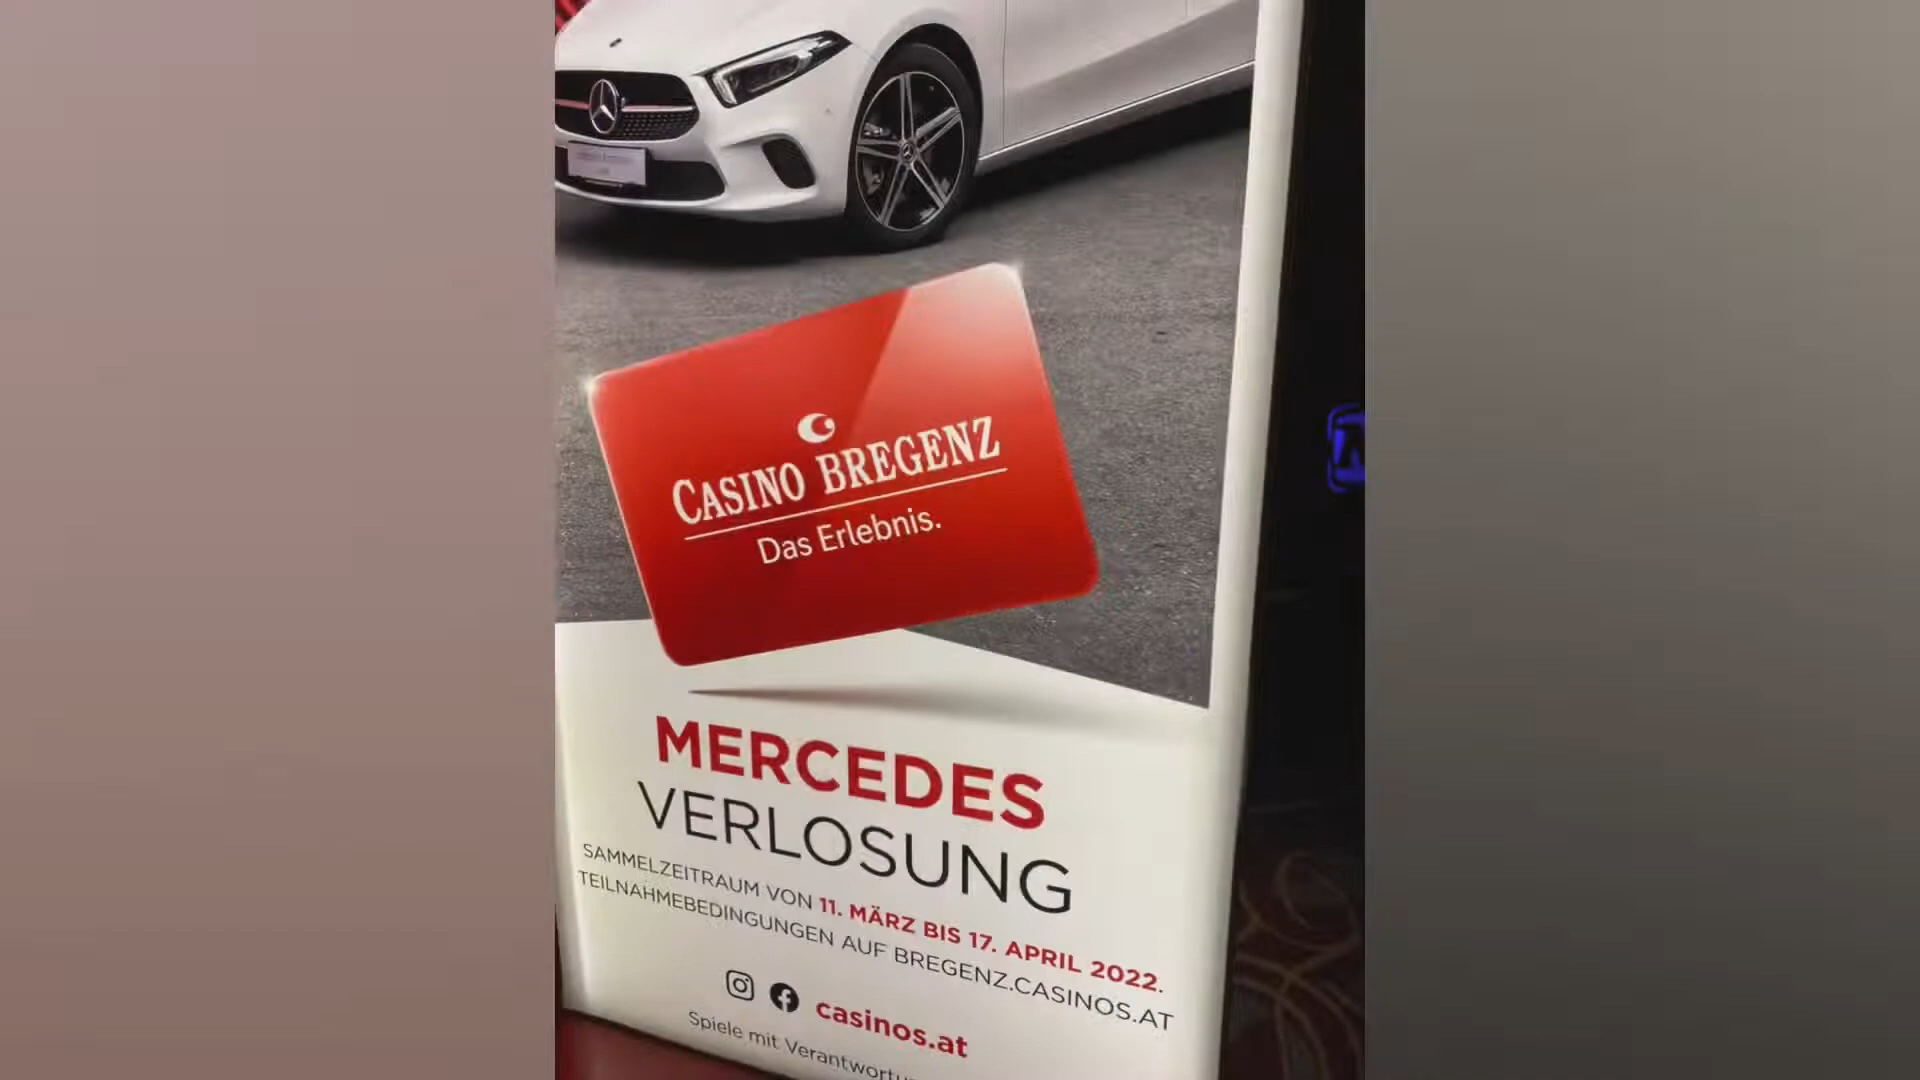 CASINO BREGENZ
Das Erlebnis.
MERCEDES
VERLOSUNG
SAMMELZEITRAUM VON 11. MÄRZ BIS 17. APRIL 2022.
TEILNAHMEBEDINGUNGEN AUF BREGENZ.CASINOS.AT
casinos.at
Spiele mit